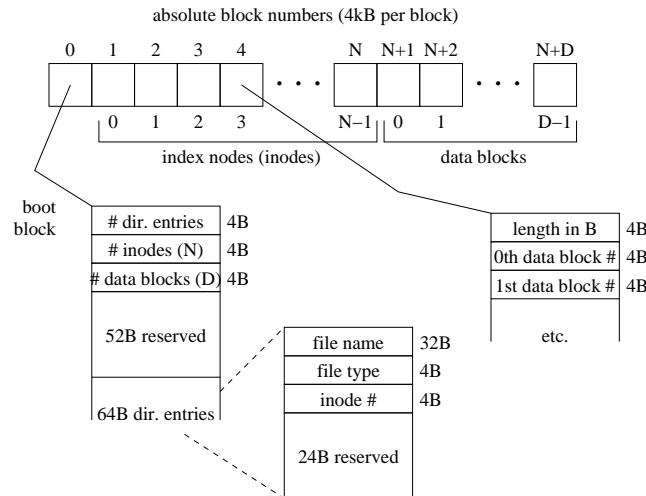 absolute block numbers (4kB per block)
0 1 2 3 4 N N+1 N+2 N+D
0 1 2 3 N−1 0 1 D−1
index nodes (inodes) data blocks
boot
block
# dir. entries 4B
# inodes (N) 4B
# data blocks (D) 4B
52B reserved
64B dir. entries
file name 32B
file type 4B
inode # 4B
24B reserved
length in B 4B
0th data block # 4B
1st data block # 4B
etc.